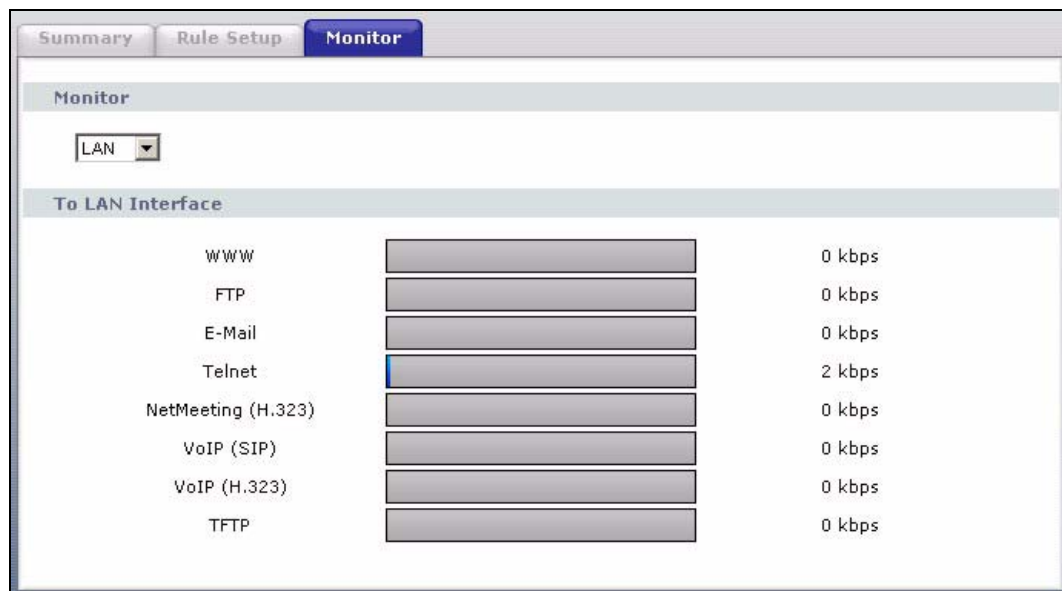 Summary Rule Setup Monitor
Monitor
LAN
To LAN Interface
WWW 0 kbps
FTP 0 kbps
E-Mail 0 kbps
Telnet 2 kbps
NetMeeting (H.323) 0 kbps
VoIP (SIP) 0 kbps
VoIP (H.323) 0 kbps
TFTP 0 kbps